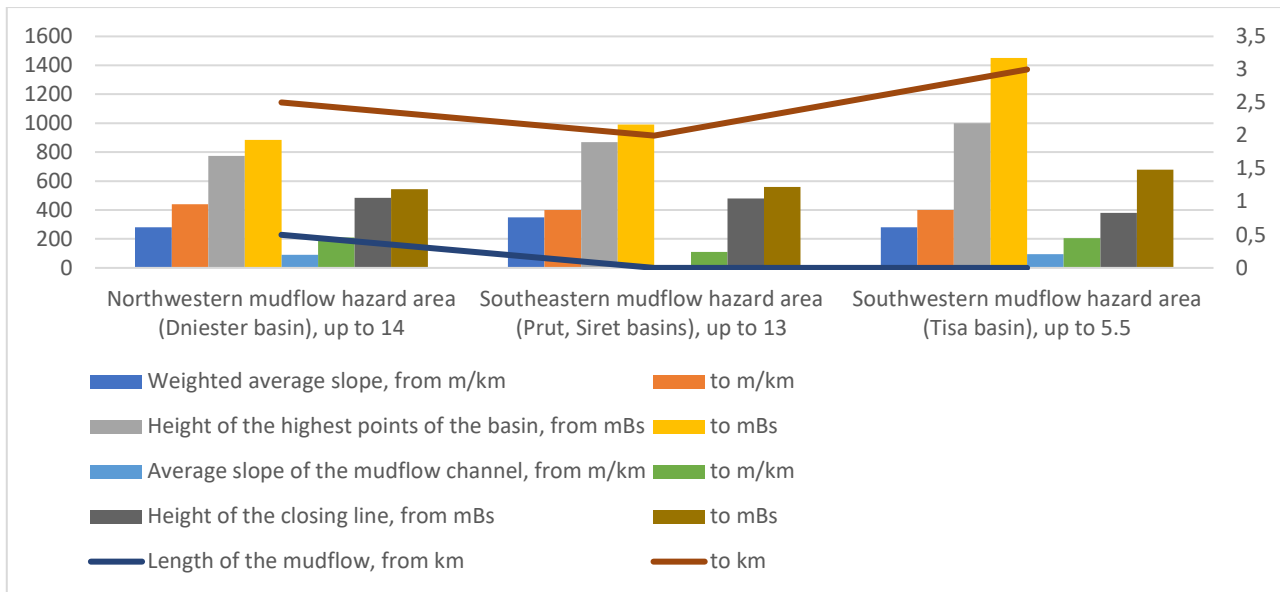 1600
1400
1200
1000
800
600
400
200
0
3,5
3
2,5
2
1,5
1
0,5
0
Northwestern mudflow hazard area
(Dniester basin), up to 14
Southeastern mudflow hazard area
(Prut, Siret basins), up to 13
Southwestern mudflow hazard area
(Tisa basin), up to 5.5
Weighted average slope, from m/km
to m/km
Height of the highest points of the basin, from mBs
to mBs
Average slope of the mudflow channel, from m/km
to m/km
Height of the closing line, from mBs
to mBs
Length of the mudflow, from km
to km